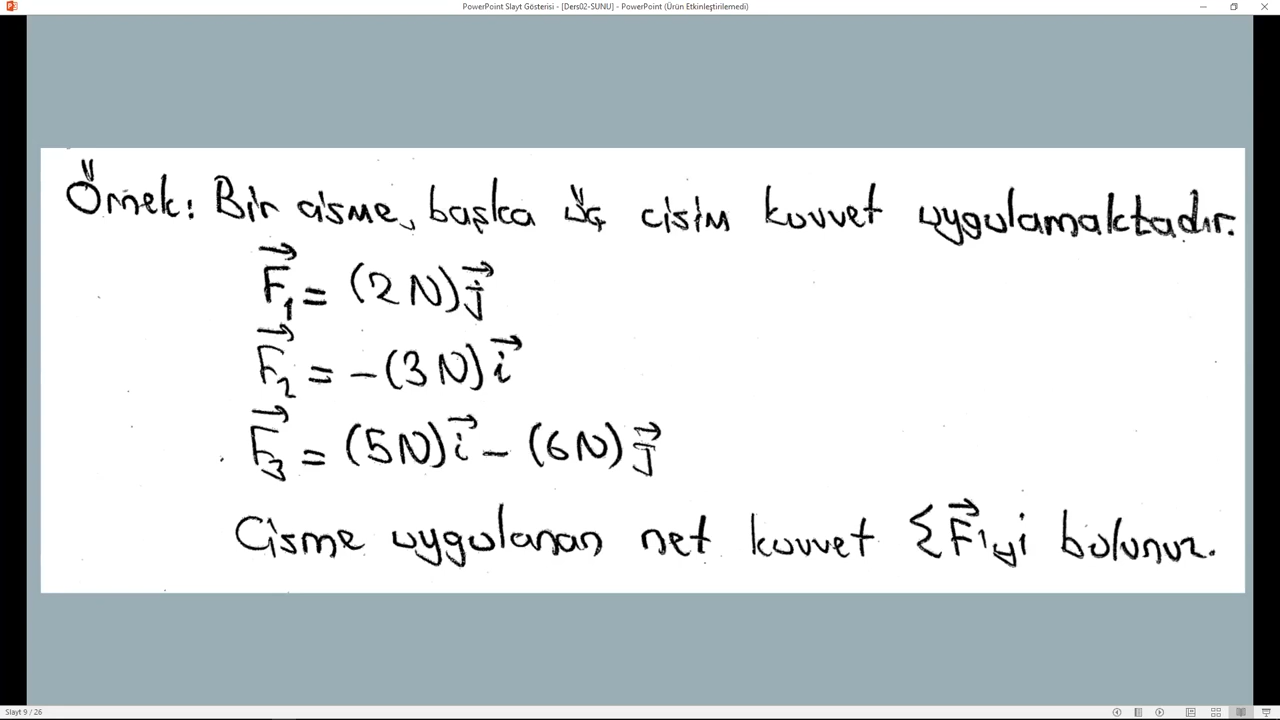 PowerPoint Slayt Gösterisi - [Ders02-SUNU] - PowerPoint (Ürün Etkinleştirilemedi)
Örnek: Bir cisme, başka üç cisim kuvvet uygulamaktadır.
F⃗₁ = (2N)j⃗
F⃗₂ = -(3N)i⃗
F⃗₃ = (5N)i⃗ - (6N)j⃗
Cisme uygulanan net kuvvet ΣF⃗'yi bulunuz.
Slayt 9 / 26